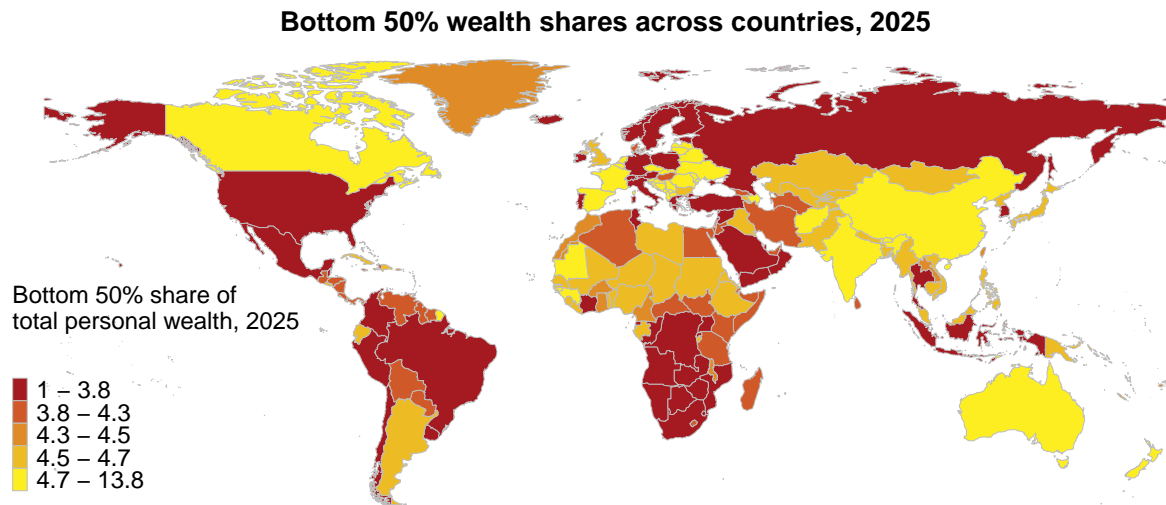 Bottom 50% wealth shares across countries, 2025
Bottom 50% share of
total personal wealth, 2025
1 – 3.8
3.8 – 4.3
4.3 – 4.5
4.5 – 4.7
4.7 – 13.8